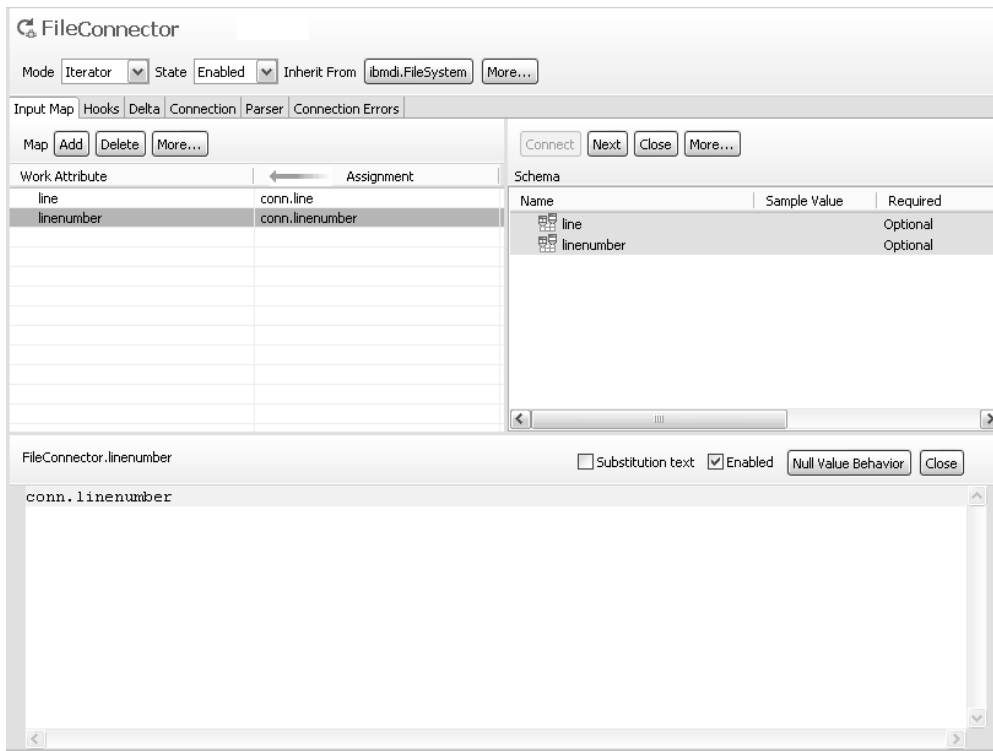 FileConnector
Mode Iterator State Enabled Inherit From ibmdi.FileSystem More...
Input Map Hooks Delta Connection Parser Connection Errors
Map Add Delete More...
Connect Next Close More...
Work Attribute Assignment
Schema
line conn.line
linenumber conn.linenumber
Name Sample Value Required
line Optional
linenumber Optional
FileConnector.linenumber Substitution text Enabled Null Value Behavior Close
conn.linenumber